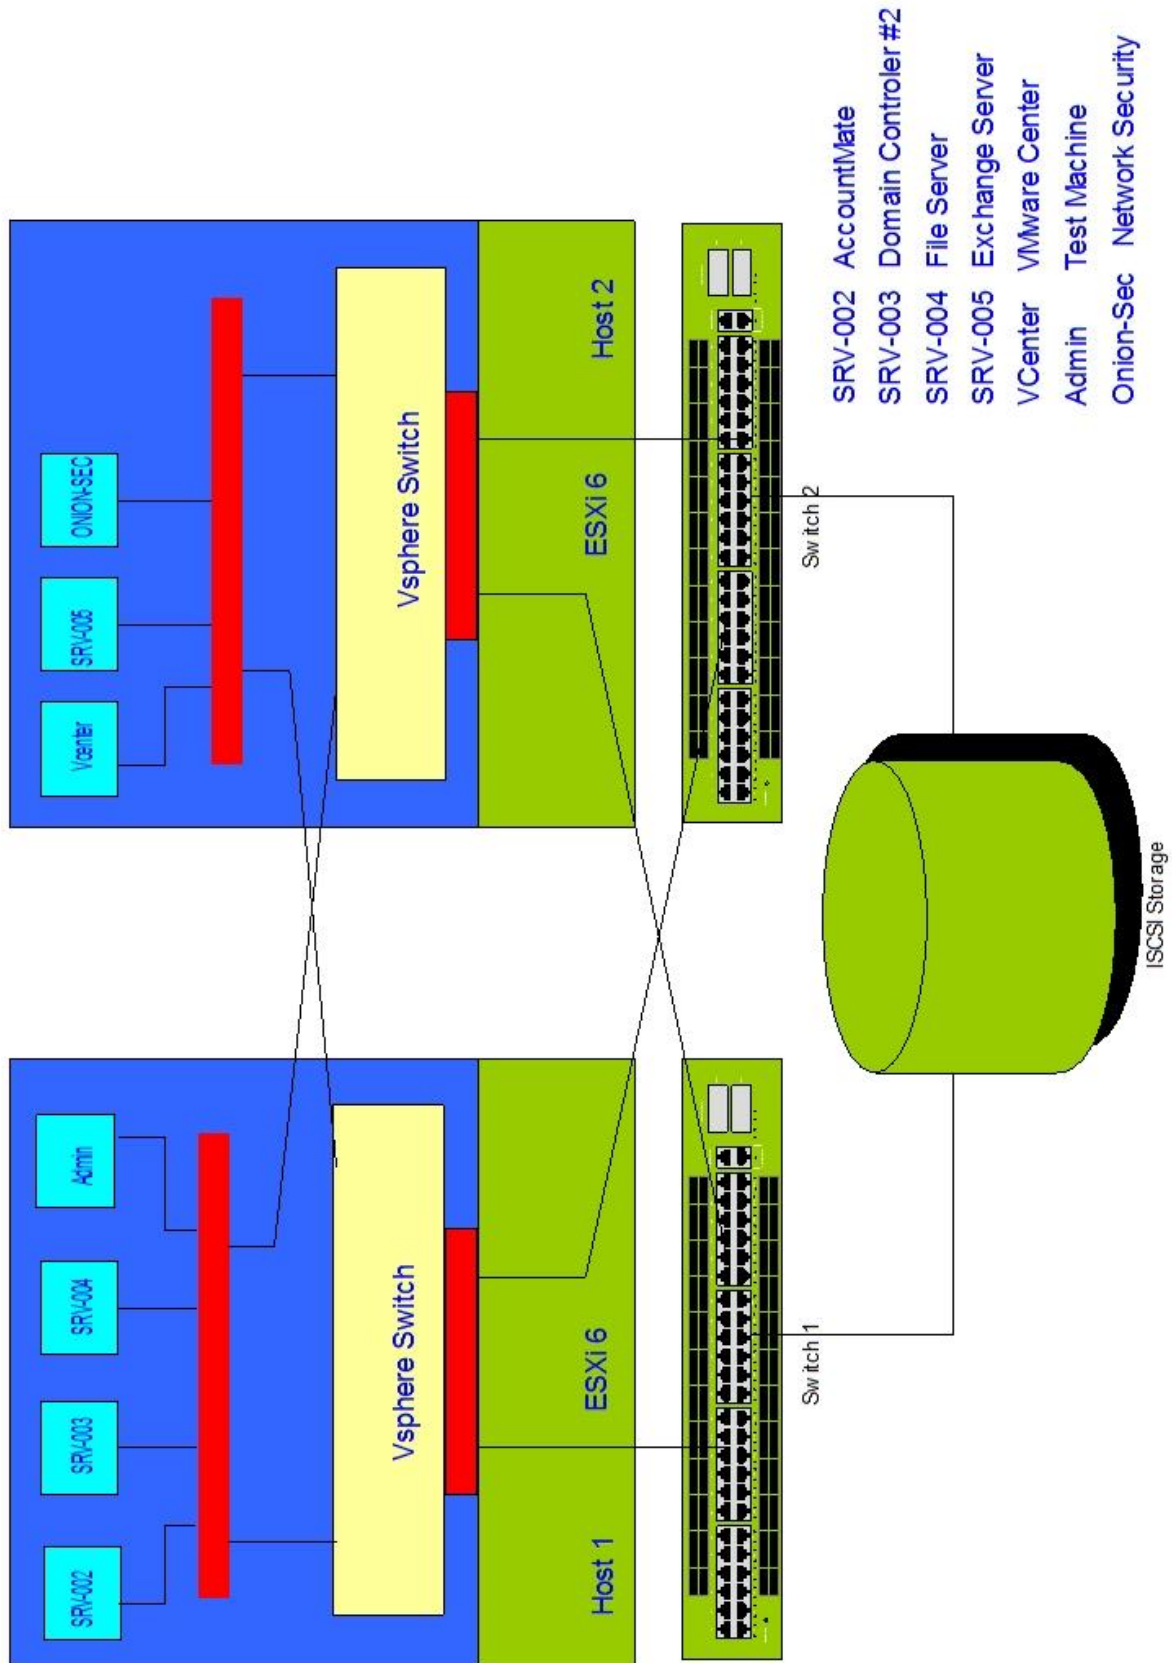 SRV-002
SRV-003
SRV-004
Admin
Vcenter
SRV-005
ONION-SEC
Vsphere Switch
Vsphere Switch
Host 1
ESXi 6
ESXi 6
Host 2
Switch 1
Switch 2
ISCSI Storage
SRV-002 AccountMate
SRV-003 Domain Controler #2
SRV-004 File Server
SRV-005 Exchange Server
VCenter VMware Center
Admin Test Machine
Onion-Sec Network Security